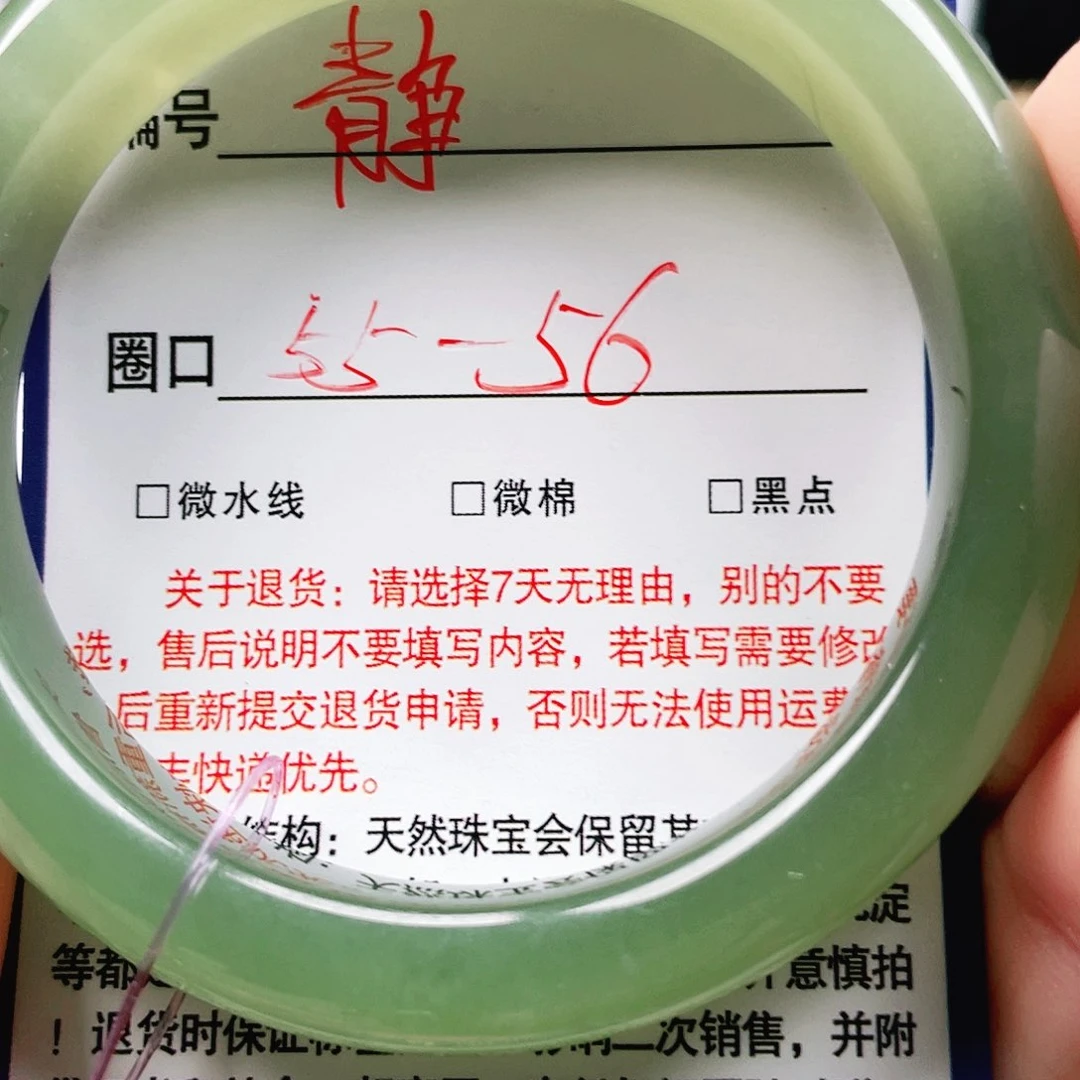 编号 静
圈口 55-56
□微水线 □微棉 □黑点
关于退货：请选择7天无理由，别的不要
选，售后说明不要填写内容，若填写需要修改
后重新提交退货申请，否则无法使用运费
快递优先。
构：天然珠宝会保留其
淀
等都 意慎拍
！退货时保证 二次销售，并附